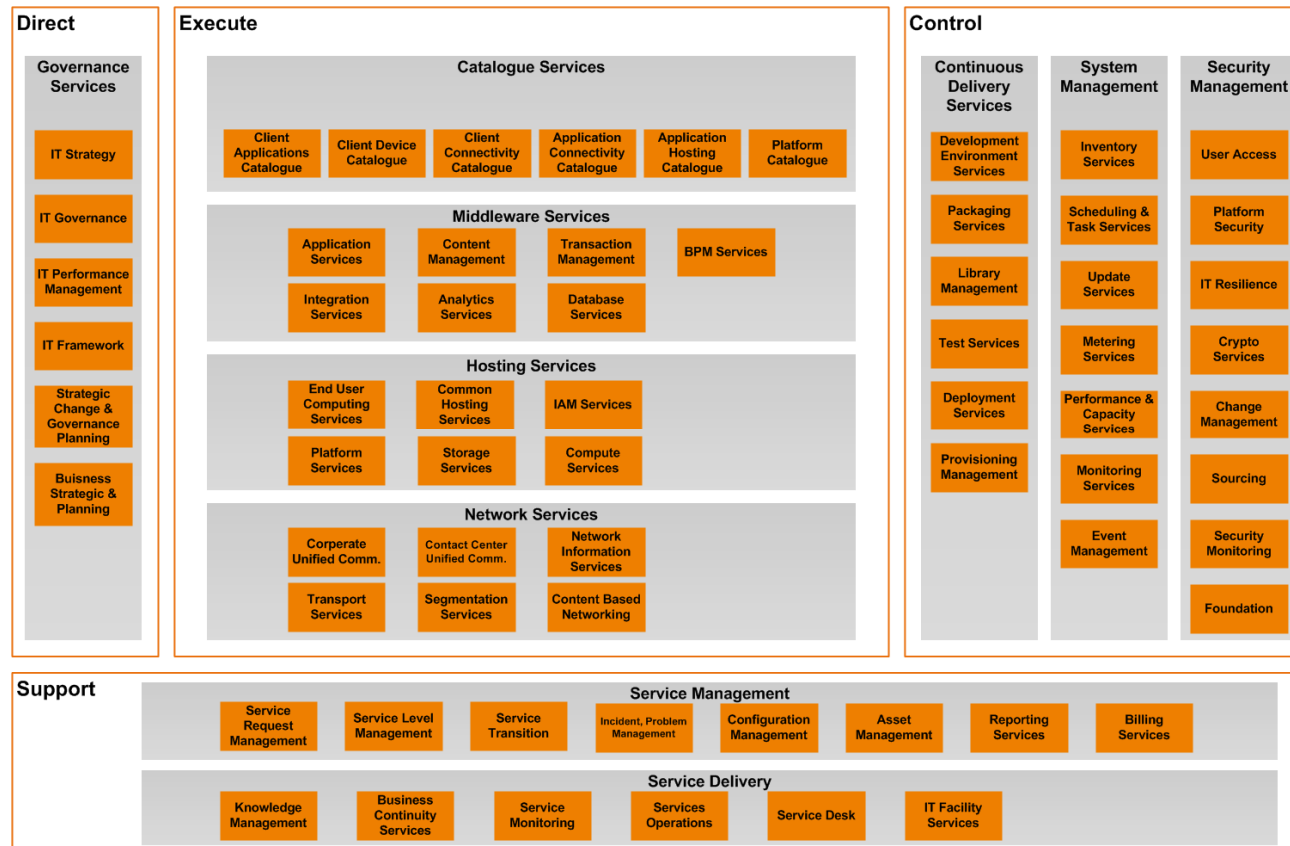 Direct
Governance
Services
IT Strategy
IT Governance
IT Performance
Management
IT Framework
Strategic
Change &
Governance
Planning
Buisness
Strategic &
Planning
Execute
Catalogue Services
Client
Applications
Catalogue
Client Device
Catalogue
Client
Connectivity
Catalogue
Application
Connectivity
Catalogue
Application
Hosting
Catalogue
Platform
Catalogue
Middleware Services
Application
Services
Content
Management
Transaction
Management
BPM Services
Integration
Services
Analytics
Services
Database
Services
Hosting Services
End User
Computing
Services
Common
Hosting
Services
IAM Services
Platform
Services
Storage
Services
Compute
Services
Network Services
Corperate
Unified Comm.
Contact Center
Unified Comm.
Network
Information
Services
Transport
Services
Segmentation
Services
Content Based
Networking
Control
Continuous
Delivery
Services
Development
Environment
Services
Packaging
Services
Library
Management
Test Services
Deployment
Services
Provisioning
Management
System
Management
Inventory
Services
Scheduling &
Task Services
Update
Services
Metering
Services
Performance &
Capacity
Services
Monitoring
Services
Event
Management
Security
Management
User Access
Platform
Security
IT Resilience
Crypto
Services
Change
Management
Sourcing
Security
Monitoring
Foundation
Support
Service Management
Service
Request
Management
Service Level
Management
Service
Transition
Incident, Problem
Management
Configuration
Management
Asset
Management
Reporting
Services
Billing
Services
Service Delivery
Knowledge
Management
Business
Continuity
Services
Service
Monitoring
Services
Operations
Service Desk
IT Facility
Services